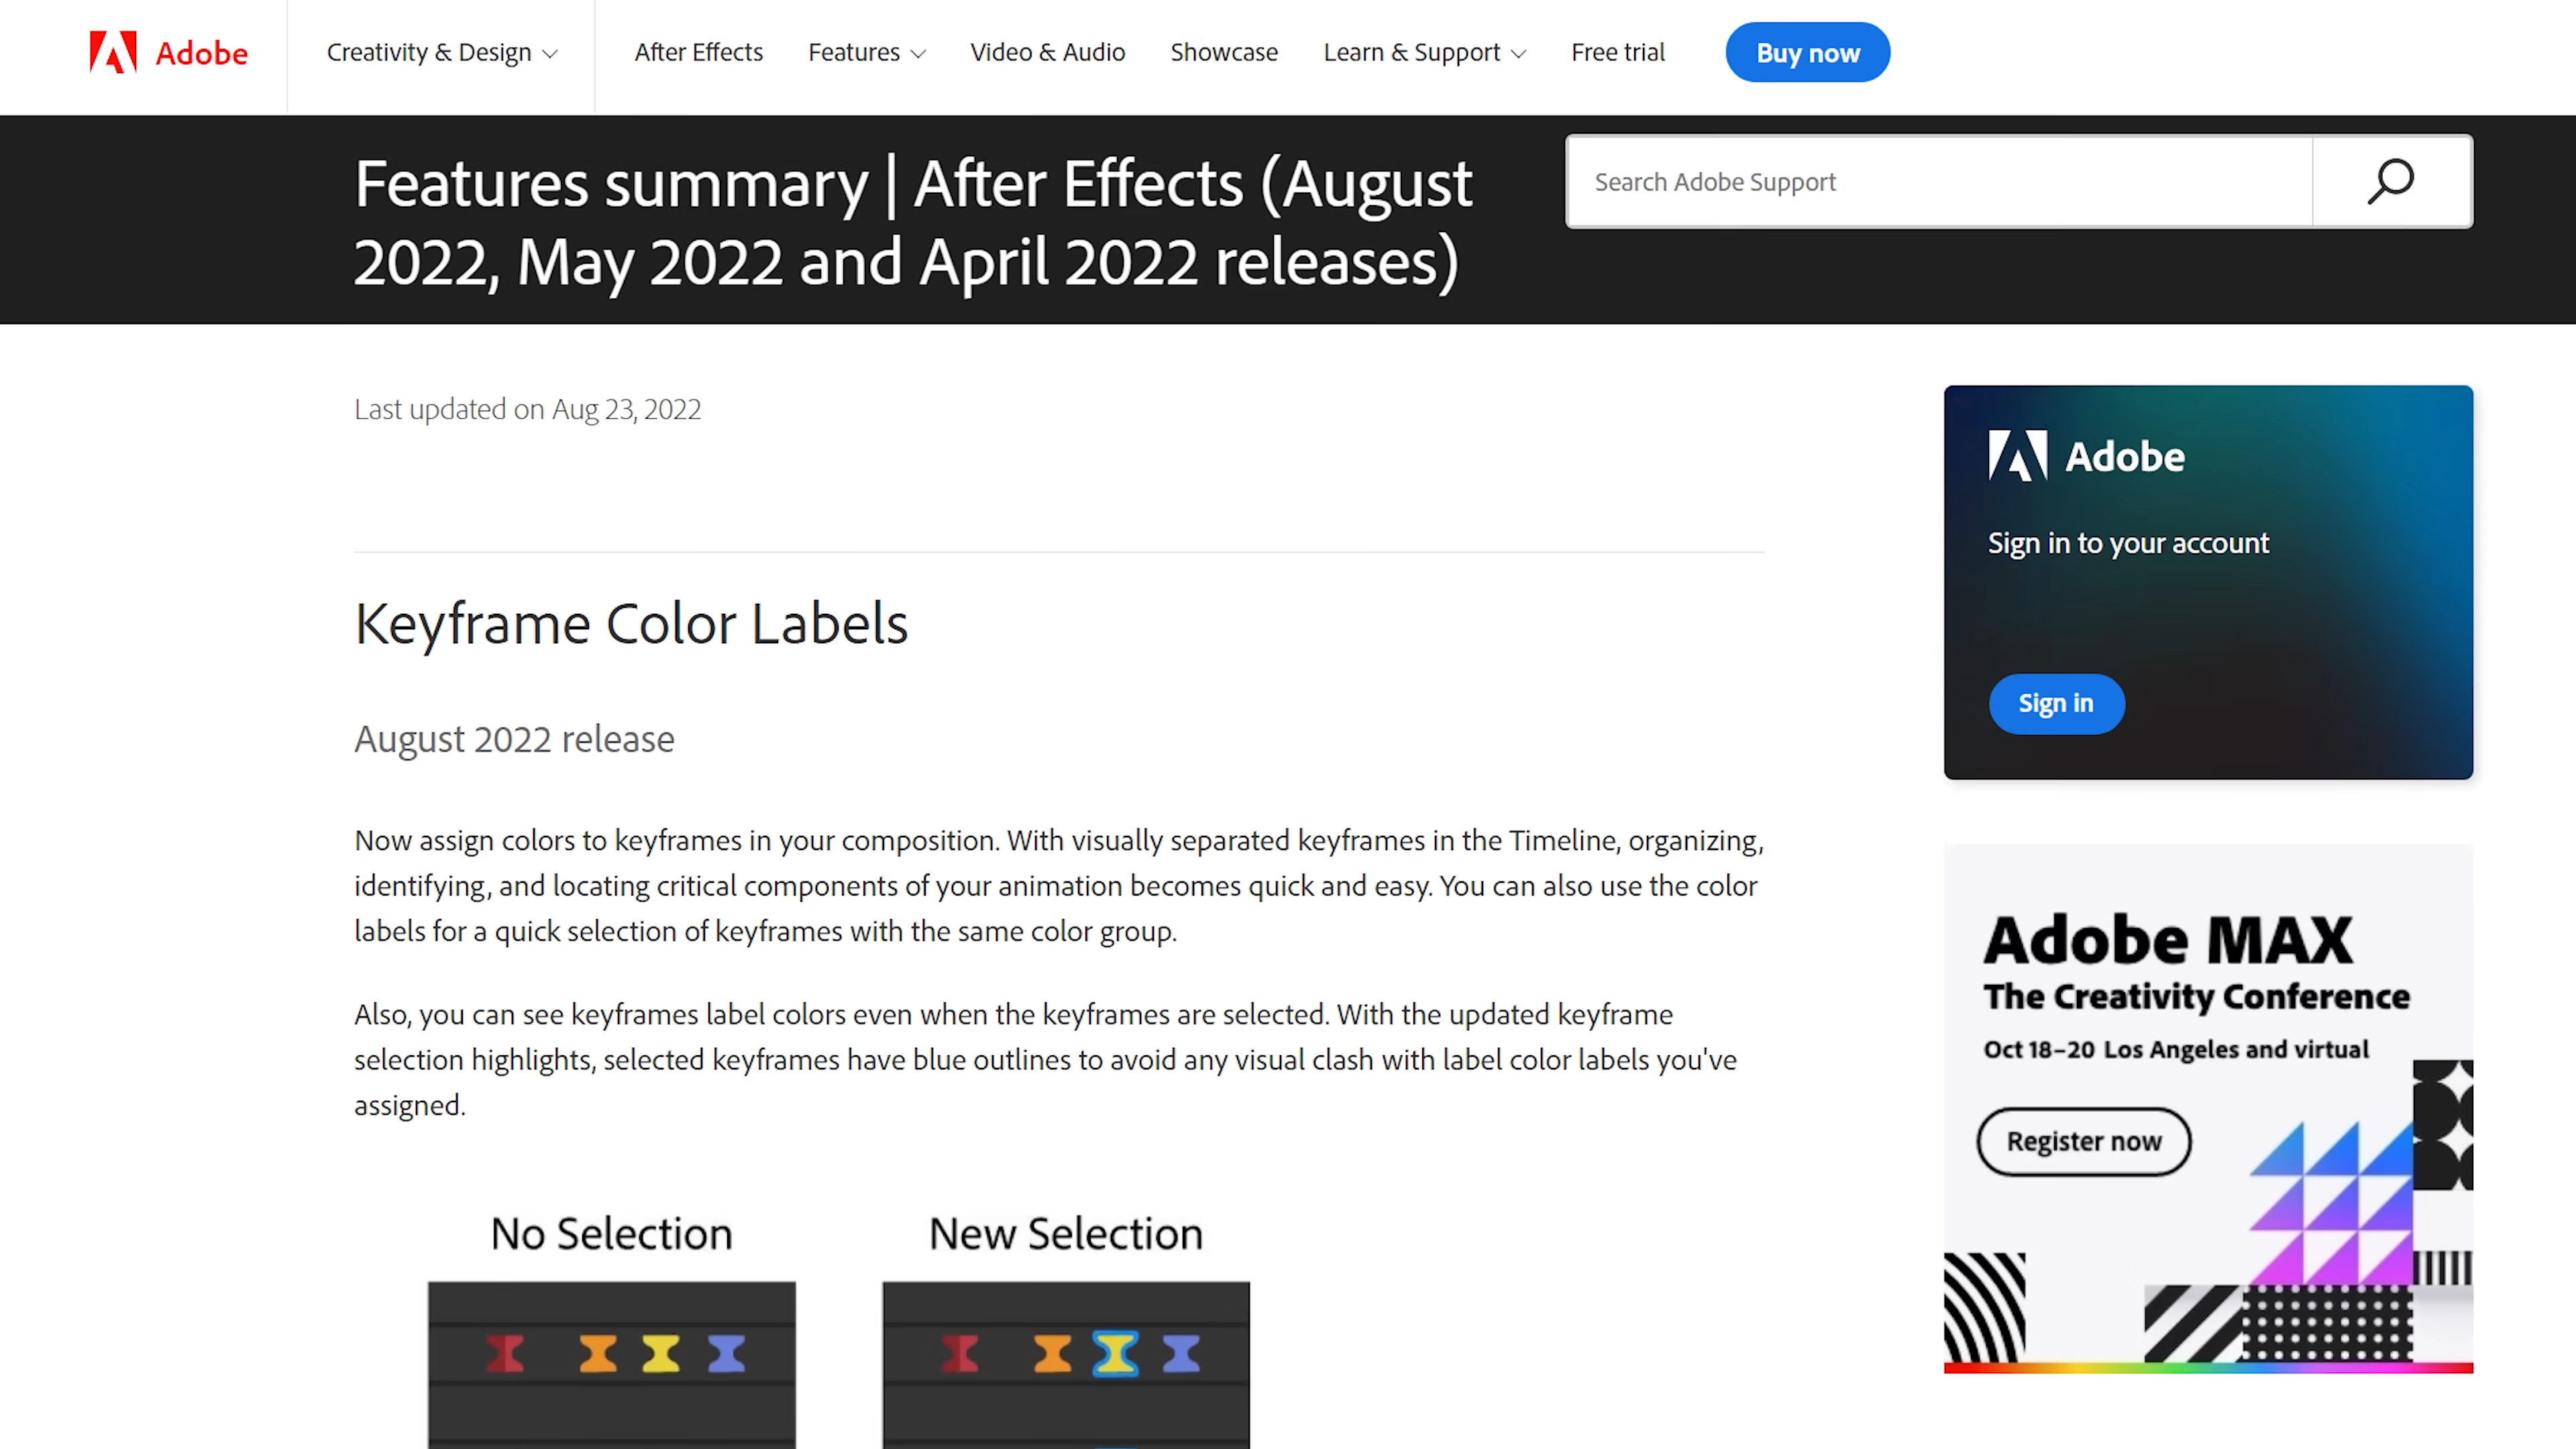 Adobe
Creativity & Design
After Effects
Features
Video & Audio
Showcase
Learn & Support
Free trial
Buy now
Features summary | After Effects (August
2022, May 2022 and April 2022 releases)
Search Adobe Support
Last updated on Aug 23, 2022
Keyframe Color Labels
August 2022 release
Now assign colors to keyframes in your composition. With visually separated keyframes in the Timeline, organizing,
identifying, and locating critical components of your animation becomes quick and easy. You can also use the color
labels for a quick selection of keyframes with the same color group.
Also, you can see keyframes label colors even when the keyframes are selected. With the updated keyframe
selection highlights, selected keyframes have blue outlines to avoid any visual clash with label color labels you've
assigned.
No Selection
New Selection
Adobe
Sign in to your account
Sign in
Adobe MAX
The Creativity Conference
Oct 18–20 Los Angeles and virtual
Register now